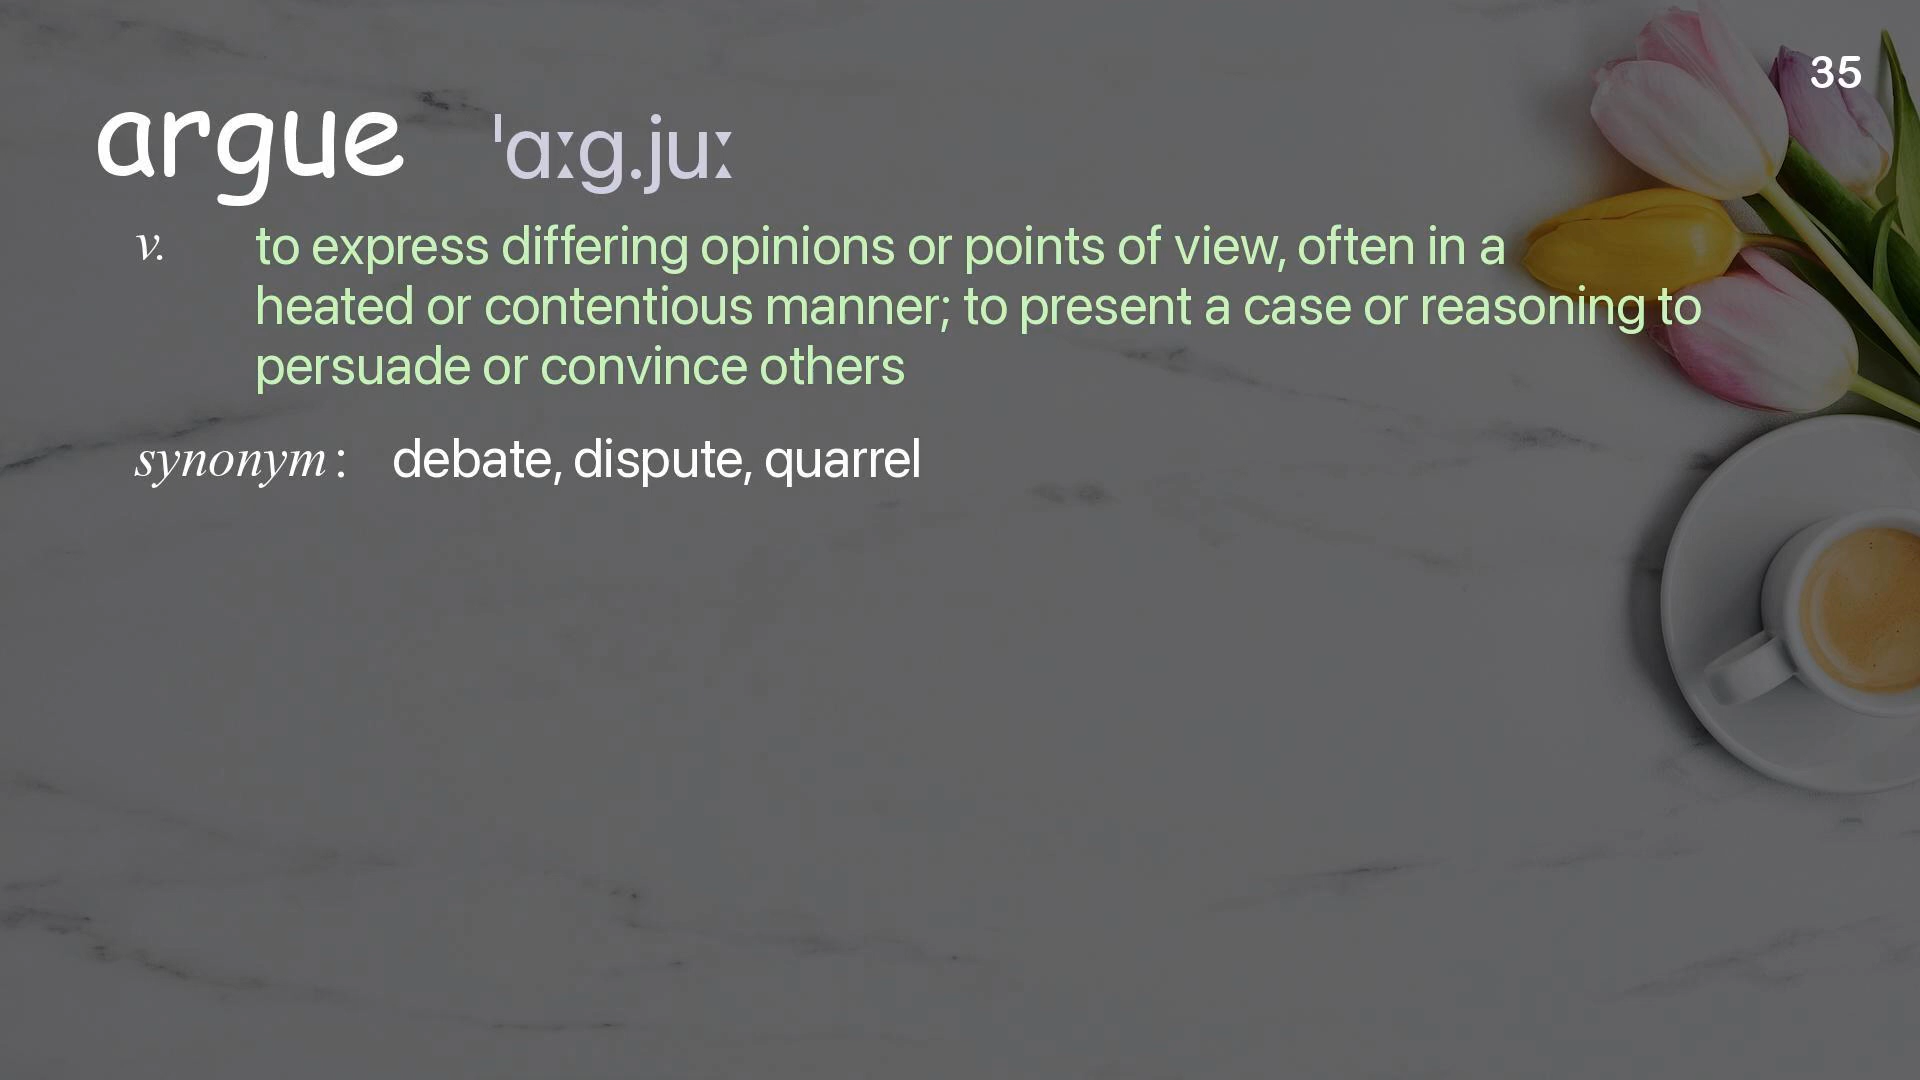 35
argue ˈɑːɡ.juː
v. to express differing opinions or points of view, often in a
heated or contentious manner; to present a case or reasoning to
persuade or convince others
synonym: debate, dispute, quarrel